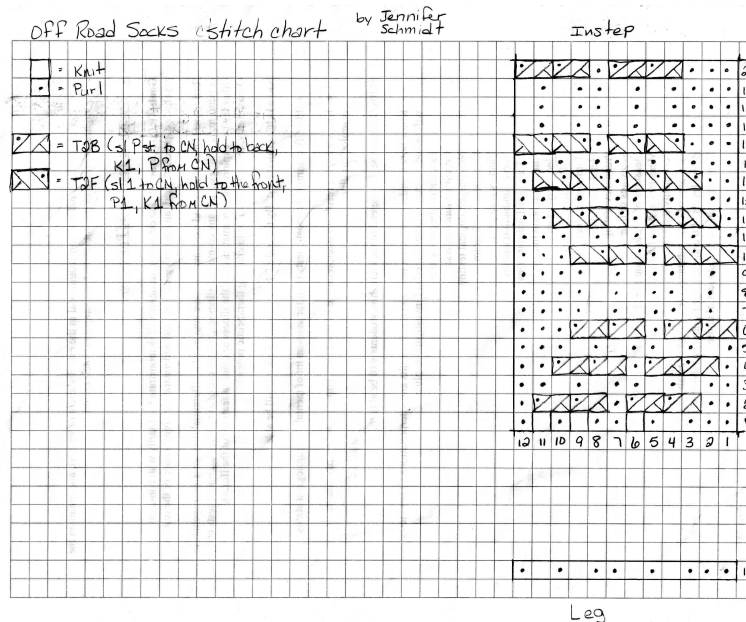 Off Road Socks stitch chart
by Jennifer
Schmidt
Instep
= Knit
= Purl
= T2B (sl P st. to CN, hold to back,
K1, P from CN)
= T2F (sl 1 to CN, hold to the front,
P1, K1 from CN)
12 11 10 9 8 7 6 5 4 3 2 1
Leg